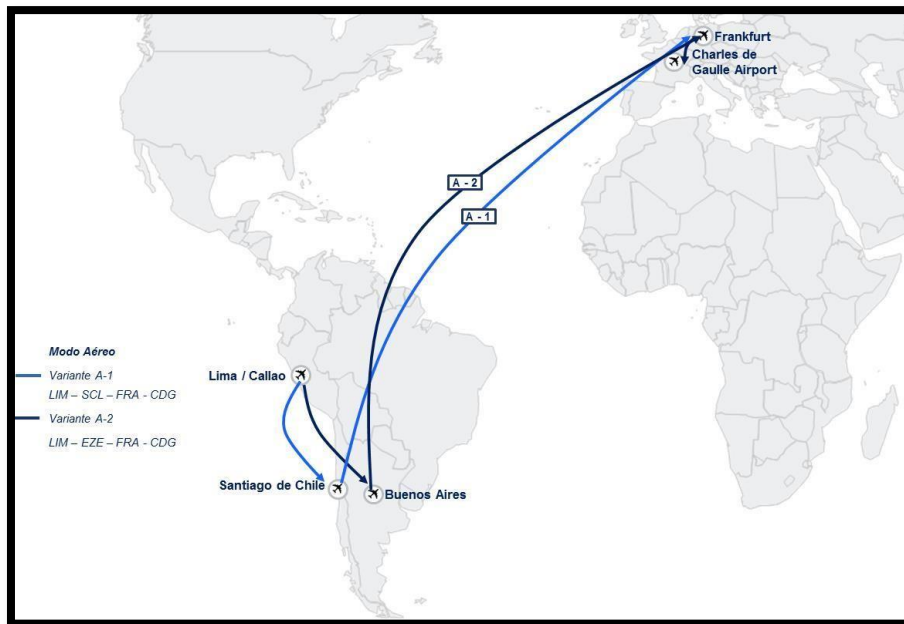 Frankfurt
Charles de
Gaulle Airport
A - 2
A - 1
Modo Aéreo
Variante A-1
LIM – SCL – FRA - CDG
Variante A-2
LIM – EZE – FRA - CDG
Lima / Callao
Santiago de Chile
Buenos Aires